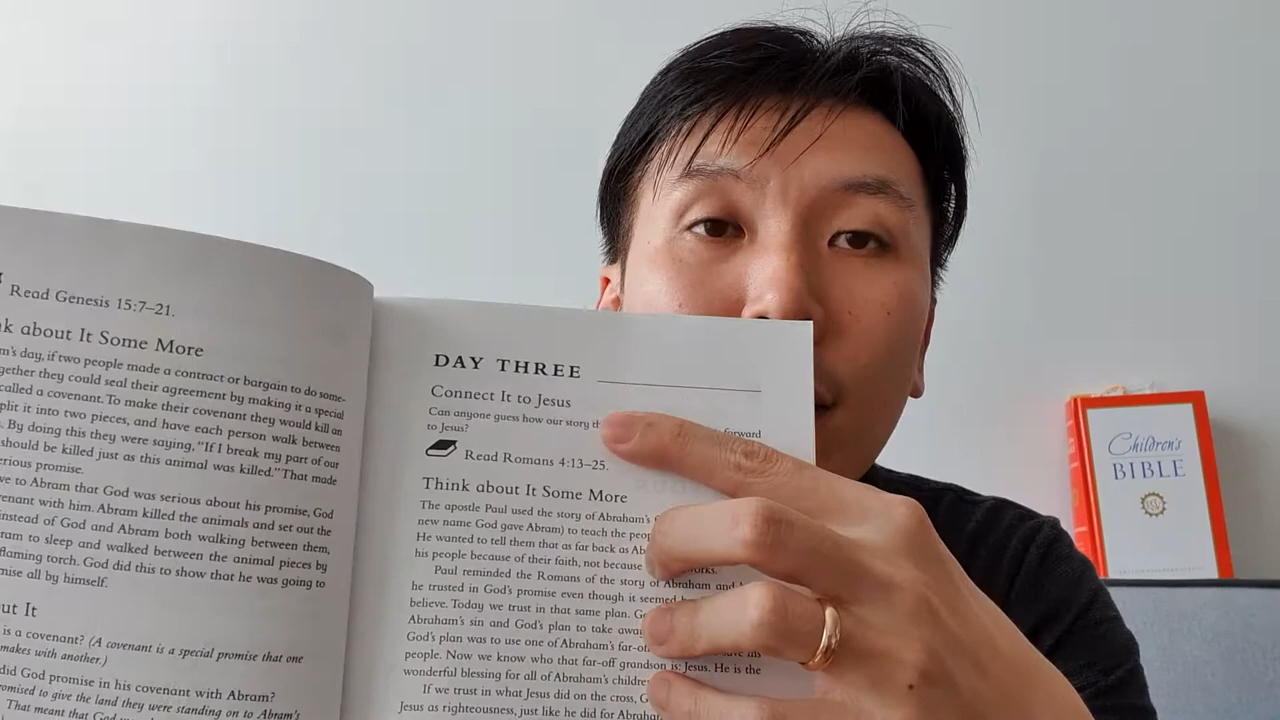 Read Genesis 15:7–21.
about It Some More
day, if two people made a contract or bargain to do some-
they could seal their agreement by making it a special
called a covenant. To make their covenant they would kill an
split it into two pieces, and have each person walk between
By doing this they were saying, "If I break my part of our
should be killed just as this animal was killed." That made
promise.
to Abram that God was serious about his promise, God
with him. Abram killed the animals and set out the
instead of God and Abram both walking between them,
to sleep and walked between the animal pieces by
flaming torch. God did this to show that he was going to
all by himself.
It
is a covenant? (A covenant is a special promise that one
makes with another.)
did God promise in his covenant with Abram?
to give the land they were standing on to Abram's
That meant that God
DAY THREE
Connect It to Jesus
Can anyone guess how our story forward
to Jesus?
Read Romans 4:13–25.
Think about It Some More
The apostle Paul used the story of Abraham's
new name God gave Abram) to teach the
He wanted to tell them that as far back as
his people because of their faith, not because works.
Paul reminded the Romans of the story of Abraham and
he trusted in God's promise even though it seemed
believe. Today we trust in that same plan.
Abraham's sin and God's plan to take
God's plan was to use one of Abraham's his
people. Now we know who that far-off grandson is: Jesus. He is the
wonderful blessing for all of Abraham's
If we trust in what Jesus did on the cross,
Jesus as righteousness, just like he did for
Children's
BIBLE